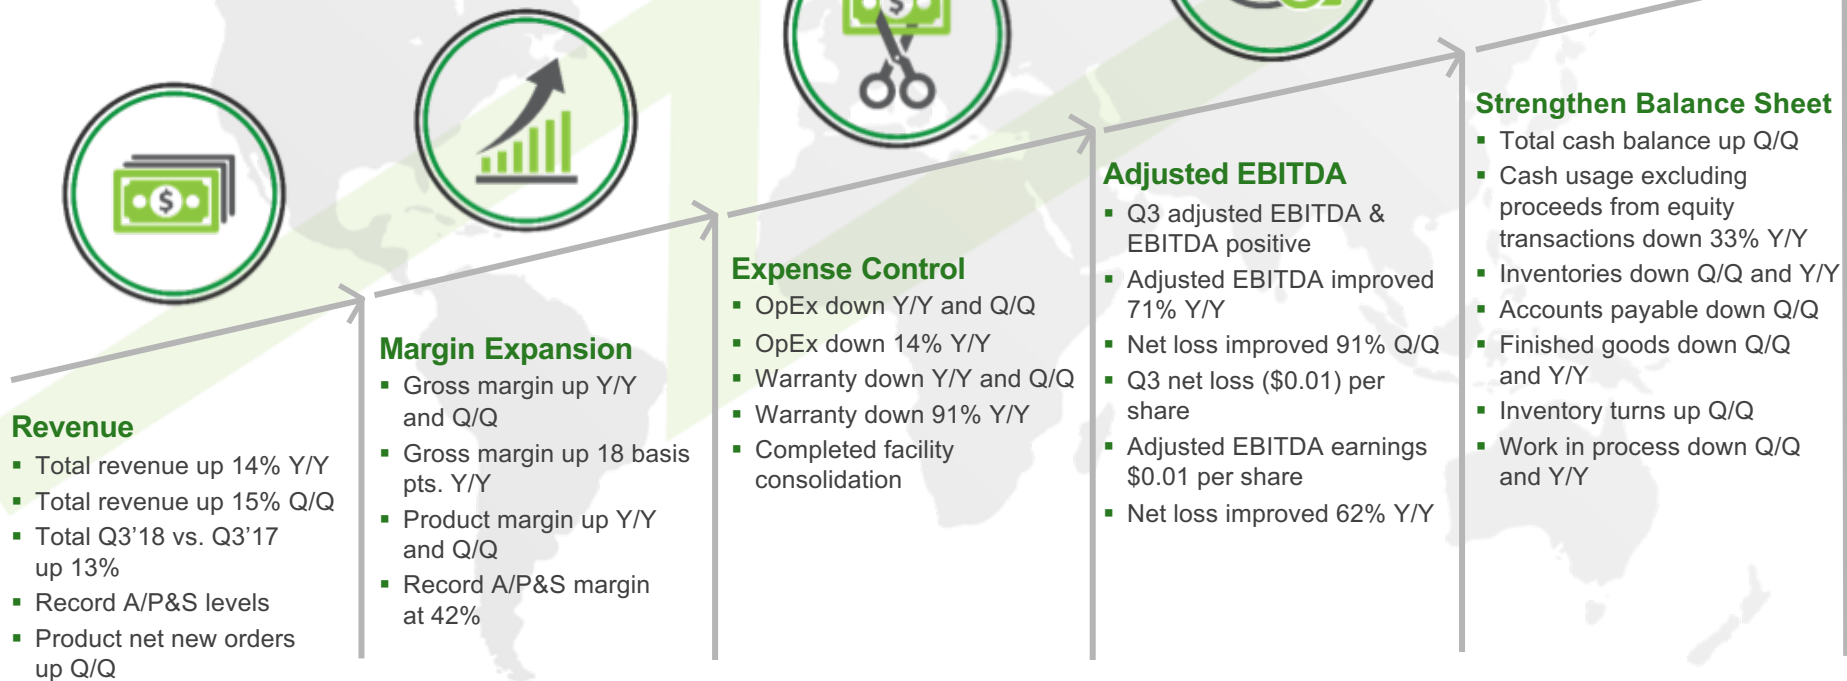 Revenue
▪ Total revenue up 14% Y/Y
▪ Total revenue up 15% Q/Q
▪ Total Q3’18 vs. Q3’17
up 13%
▪ Record A/P&S levels
▪ Product net new orders
up Q/Q
Margin Expansion
▪ Gross margin up Y/Y
and Q/Q
▪ Gross margin up 18 basis
pts. Y/Y
▪ Product margin up Y/Y
and Q/Q
▪ Record A/P&S margin
at 42%
Expense Control
▪ OpEx down Y/Y and Q/Q
▪ OpEx down 14% Y/Y
▪ Warranty down Y/Y and Q/Q
▪ Warranty down 91% Y/Y
▪ Completed facility
consolidation
Adjusted EBITDA
▪ Q3 adjusted EBITDA &
EBITDA positive
▪ Adjusted EBITDA improved
71% Y/Y
▪ Net loss improved 91% Q/Q
▪ Q3 net loss ($0.01) per
share
▪ Adjusted EBITDA earnings
$0.01 per share
▪ Net loss improved 62% Y/Y
Strengthen Balance Sheet
▪ Total cash balance up Q/Q
▪ Cash usage excluding
proceeds from equity
transactions down 33% Y/Y
▪ Inventories down Q/Q and Y/Y
▪ Accounts payable down Q/Q
▪ Finished goods down Q/Q
and Y/Y
▪ Inventory turns up Q/Q
▪ Work in process down Q/Q
and Y/Y